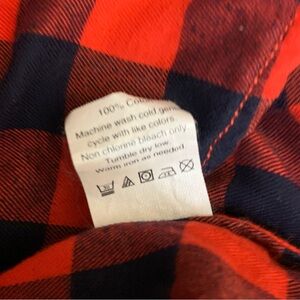 100%
Machine wash cold
cycle with like colors
Non chlorine bleach only
Tumble dry low
Warm iron as needed